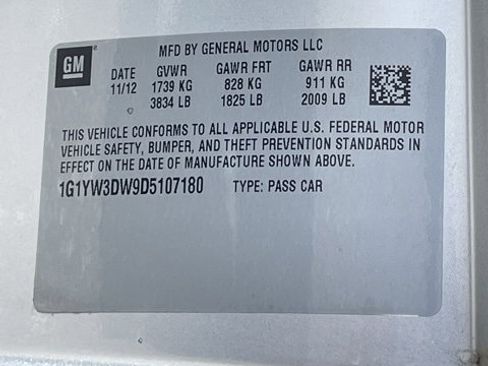 MFD BY GENERAL MOTORS LLC
GM
DATE GVWR GAWR FRT GAWR RR
11/12 1739 KG 828 KG 911 KG
3834 LB 1825 LB 2009 LB
THIS VEHICLE CONFORMS TO ALL APPLICABLE U.S. FEDERAL MOTOR
VEHICLE SAFETY, BUMPER, AND THEFT PREVENTION STANDARDS IN
EFFECT ON THE DATE OF MANUFACTURE SHOWN ABOVE.
1G1YW3DW9D5107180 TYPE: PASS CAR